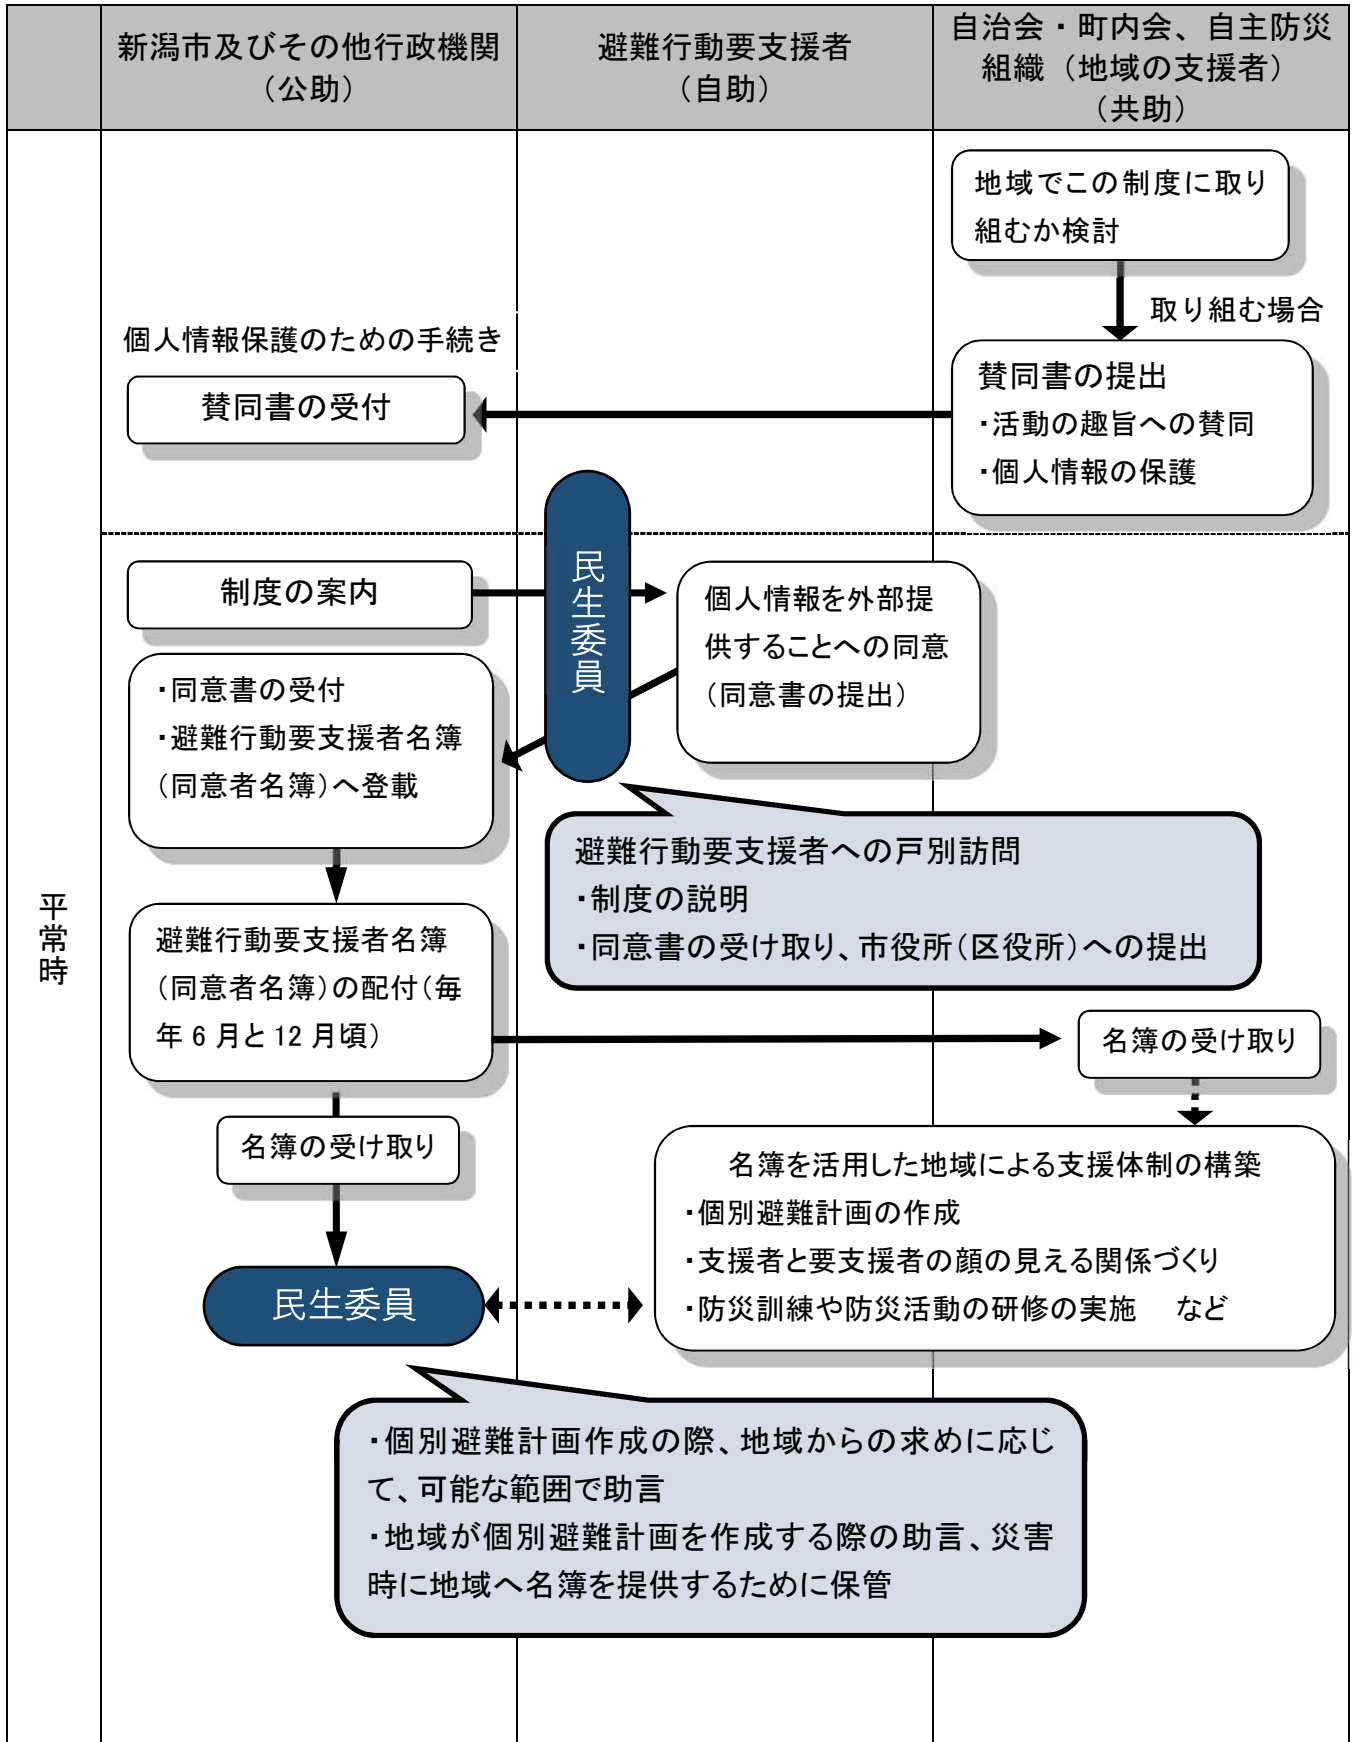 新潟市及びその他行政機関
（公助）
避難行動要支援者
（自助）
自治会・町内会、自主防災
組織（地域の支援者）
（共助）
平常時
地域でこの制度に取り
組むか検討
取り組む場合
個人情報保護のための手続き
賛同書の受付
賛同書の提出
・活動の趣旨への賛同
・個人情報の保護
制度の案内
民生委員
個人情報を外部提
供することへの同意
（同意書の提出）
・同意書の受付
・避難行動要支援者名簿
（同意者名簿）へ登載
避難行動要支援者への戸別訪問
・制度の説明
・同意書の受け取り、市役所（区役所）への提出
避難行動要支援者名簿
（同意者名簿）の配付（毎
年 6 月と 12 月頃）
名簿の受け取り
名簿の受け取り
名簿を活用した地域による支援体制の構築
・個別避難計画の作成
・支援者と要支援者の顔の見える関係づくり
・防災訓練や防災活動の研修の実施　など
民生委員
・個別避難計画作成の際、地域からの求めに応じ
て、可能な範囲で助言
・地域が個別避難計画を作成する際の助言、災害
時に地域へ名簿を提供するために保管